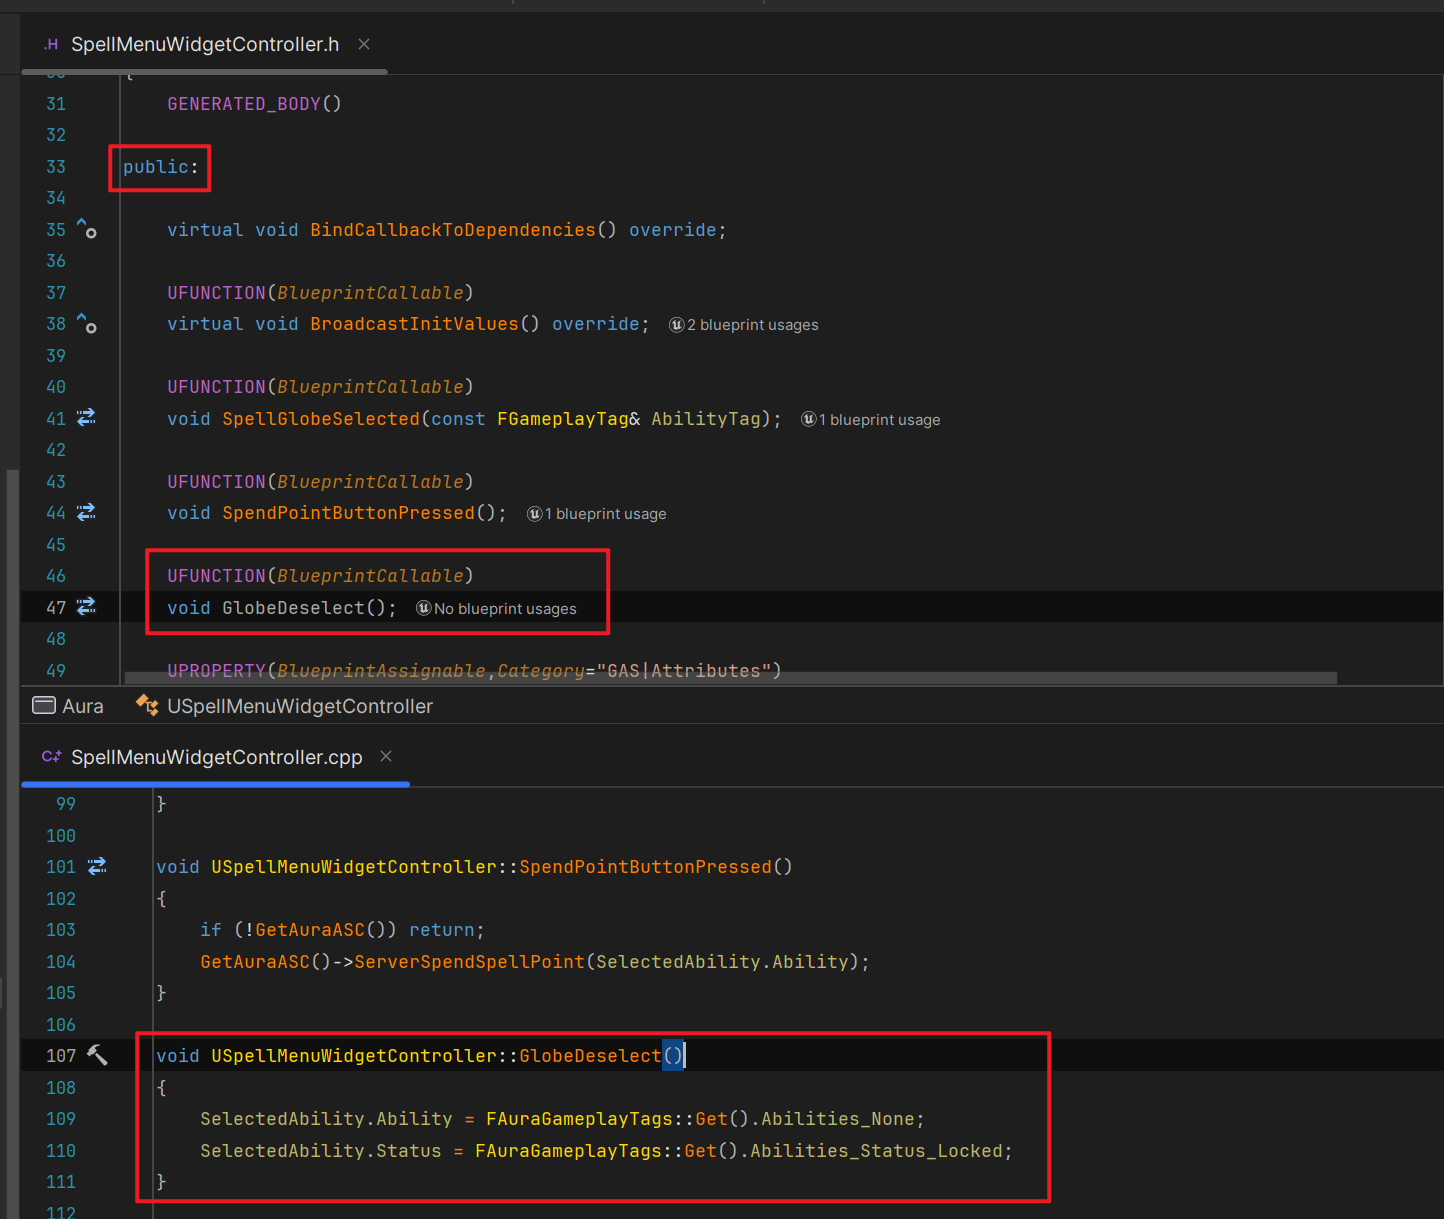 .H SpellMenuWidgetController.h ×
30 {
31 GENERATED_BODY()
32
33 public:
34
35 virtual void BindCallbackToDependencies() override;
36
37 UFUNCTION(BlueprintCallable)
38 virtual void BroadcastInitValues() override; 2 blueprint usages
39
40 UFUNCTION(BlueprintCallable)
41 void SpellGlobeSelected(const FGameplayTag& AbilityTag); 1 blueprint usage
42
43 UFUNCTION(BlueprintCallable)
44 void SpendPointButtonPressed(); 1 blueprint usage
45
46 UFUNCTION(BlueprintCallable)
47 void GlobeDeselect(); No blueprint usages
48
49 UPROPERTY(BlueprintAssignable,Category="GAS|Attributes")
Aura USpellMenuWidgetController
C++ SpellMenuWidgetController.cpp ×
99 }
100
101 void USpellMenuWidgetController::SpendPointButtonPressed()
102 {
103 if (!GetAuraASC()) return;
104 GetAuraASC()->ServerSpendSpellPoint(SelectedAbility.Ability);
105 }
106
107 void USpellMenuWidgetController::GlobeDeselect()
108 {
109 SelectedAbility.Ability = FAuraGameplayTags::Get().Abilities_None;
110 SelectedAbility.Status = FAuraGameplayTags::Get().Abilities_Status_Locked;
111 }
112